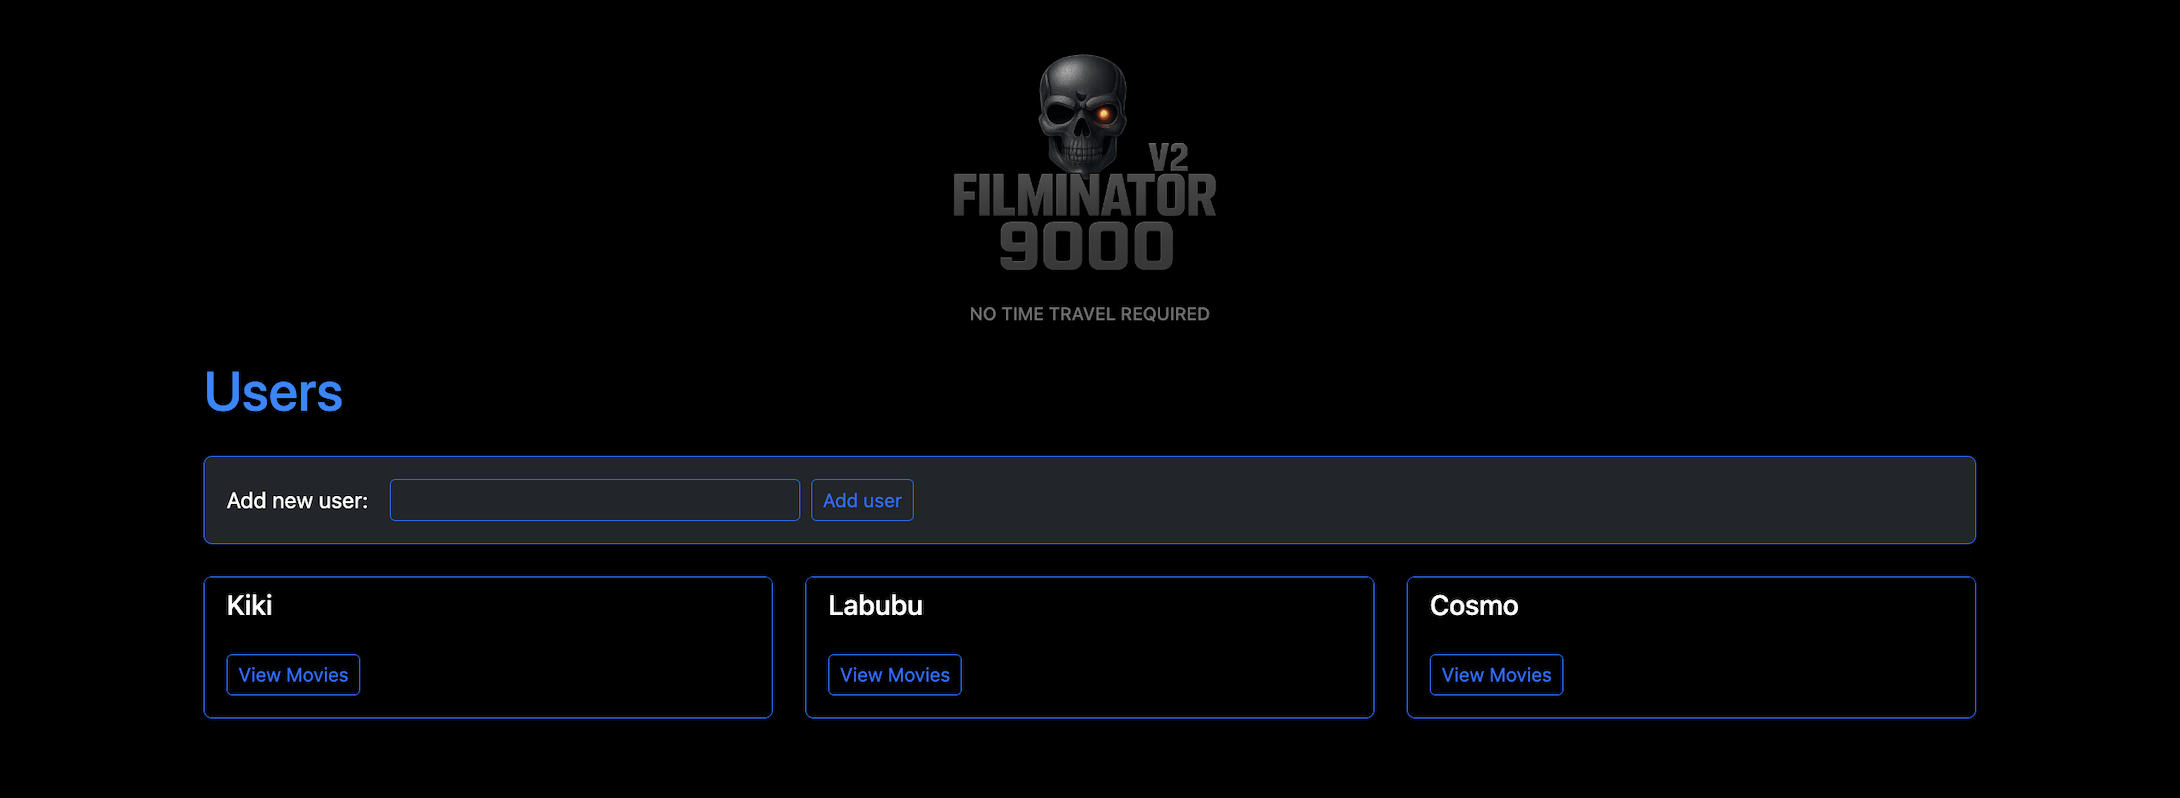 V2
FILMINATOR
9000
NO TIME TRAVEL REQUIRED
Users
Add new user: Add user
Kiki Labubu Cosmo
View Movies View Movies View Movies